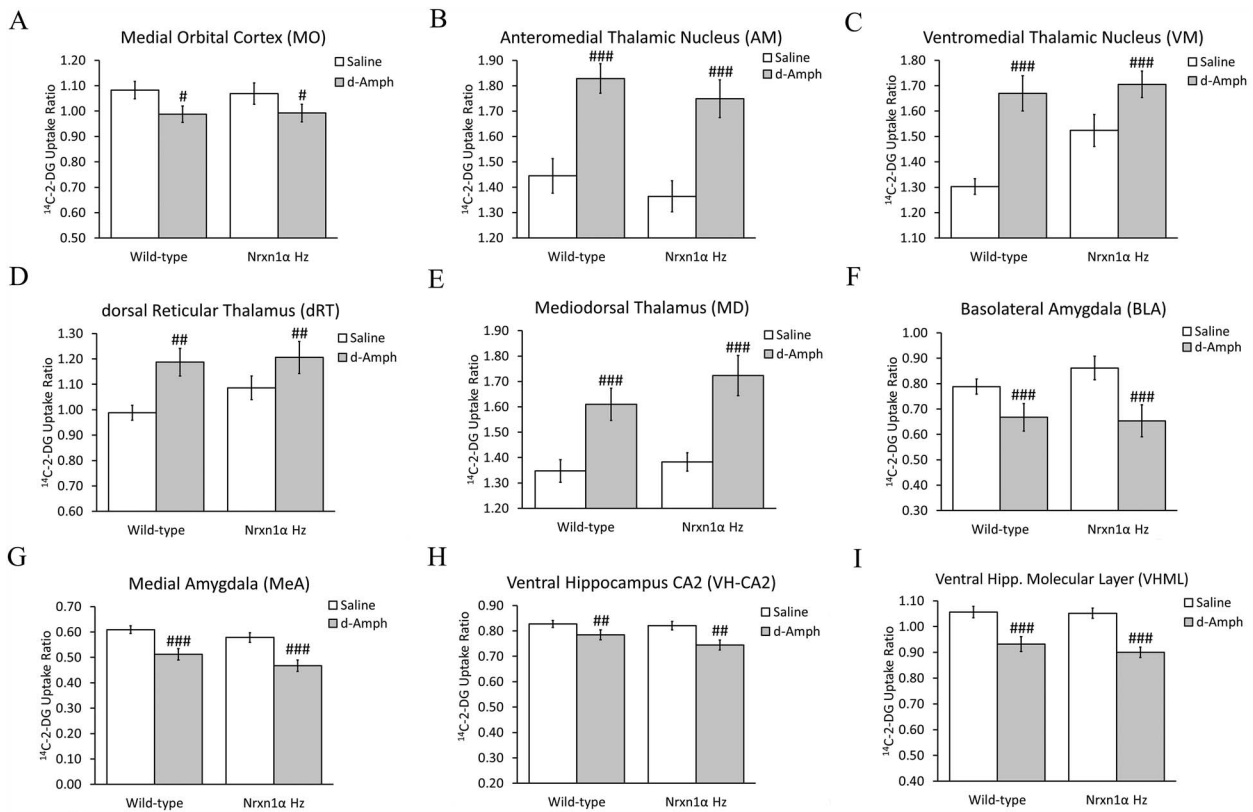 A
Medial Orbital Cortex (MO)
1.20
1.10
1.00
0.90
0.80
0.70
0.60
0.50
¹⁴C-2-DG Uptake Ratio
Saline
d-Amph
#
#
Wild-type
Nrxn1α Hz
B
Anteromedial Thalamic Nucleus (AM)
1.90
1.80
1.70
1.60
1.50
1.40
1.30
1.20
¹⁴C-2-DG Uptake Ratio
Saline
d-Amph
###
###
Wild-type
Nrxn1α Hz
C
Ventromedial Thalamic Nucleus (VM)
1.80
1.70
1.60
1.50
1.40
1.30
1.20
1.10
¹⁴C-2-DG Uptake Ratio
Saline
d-Amph
###
###
Wild-type
Nrxn1α Hz
D
dorsal Reticular Thalamus (dRT)
1.30
1.20
1.10
1.00
0.90
0.80
0.70
0.60
¹⁴C-2-DG Uptake Ratio
Saline
d-Amph
##
##
Wild-type
Nrxn1α Hz
E
Mediodorsal Thalamus (MD)
1.90
1.80
1.70
1.60
1.50
1.40
1.30
1.20
¹⁴C-2-DG Uptake Ratio
Saline
d-Amph
###
###
Wild-type
Nrxn1α Hz
F
Basolateral Amygdala (BLA)
1.00
0.90
0.80
0.70
0.60
0.50
0.40
0.30
¹⁴C-2-DG Uptake Ratio
Saline
d-Amph
###
###
Wild-type
Nrxn1α Hz
G
Medial Amygdala (MeA)
0.70
0.60
0.50
0.40
0.30
0.20
0.10
0.00
¹⁴C-2-DG Uptake Ratio
Saline
d-Amph
###
###
Wild-type
Nrxn1α Hz
H
Ventral Hippocampus CA2 (VH-CA2)
0.90
0.80
0.70
0.60
0.50
0.40
0.30
0.20
¹⁴C-2-DG Uptake Ratio
Saline
d-Amph
##
##
Wild-type
Nrxn1α Hz
I
Ventral Hipp. Molecular Layer (VHML)
1.10
1.00
0.90
0.80
0.70
0.60
0.50
0.40
¹⁴C-2-DG Uptake Ratio
Saline
d-Amph
###
###
Wild-type
Nrxn1α Hz